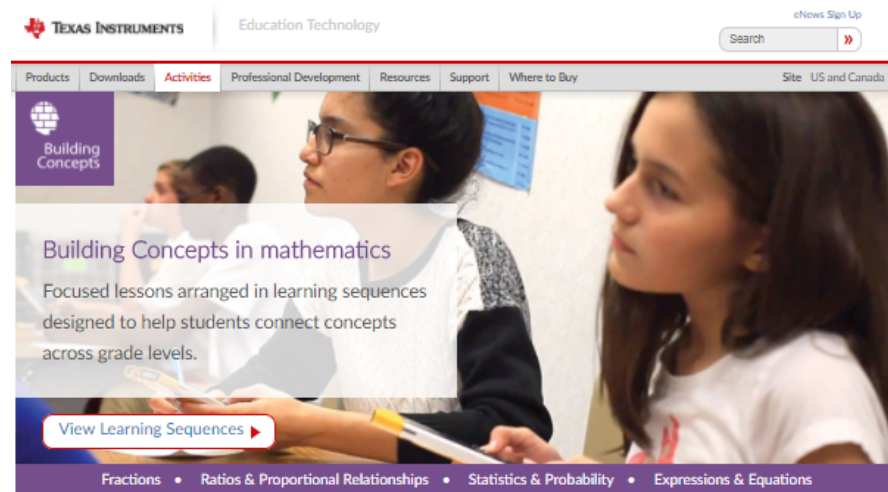 eNews Sign Up
TEXAS INSTRUMENTS
Education Technology
Search
Products Downloads Activities Professional Development Resources Support Where to Buy Site US and Canada
Building
Concepts
Building Concepts in mathematics
Focused lessons arranged in learning sequences
designed to help students connect concepts
across grade levels.
View Learning Sequences
Fractions • Ratios & Proportional Relationships • Statistics & Probability • Expressions & Equations